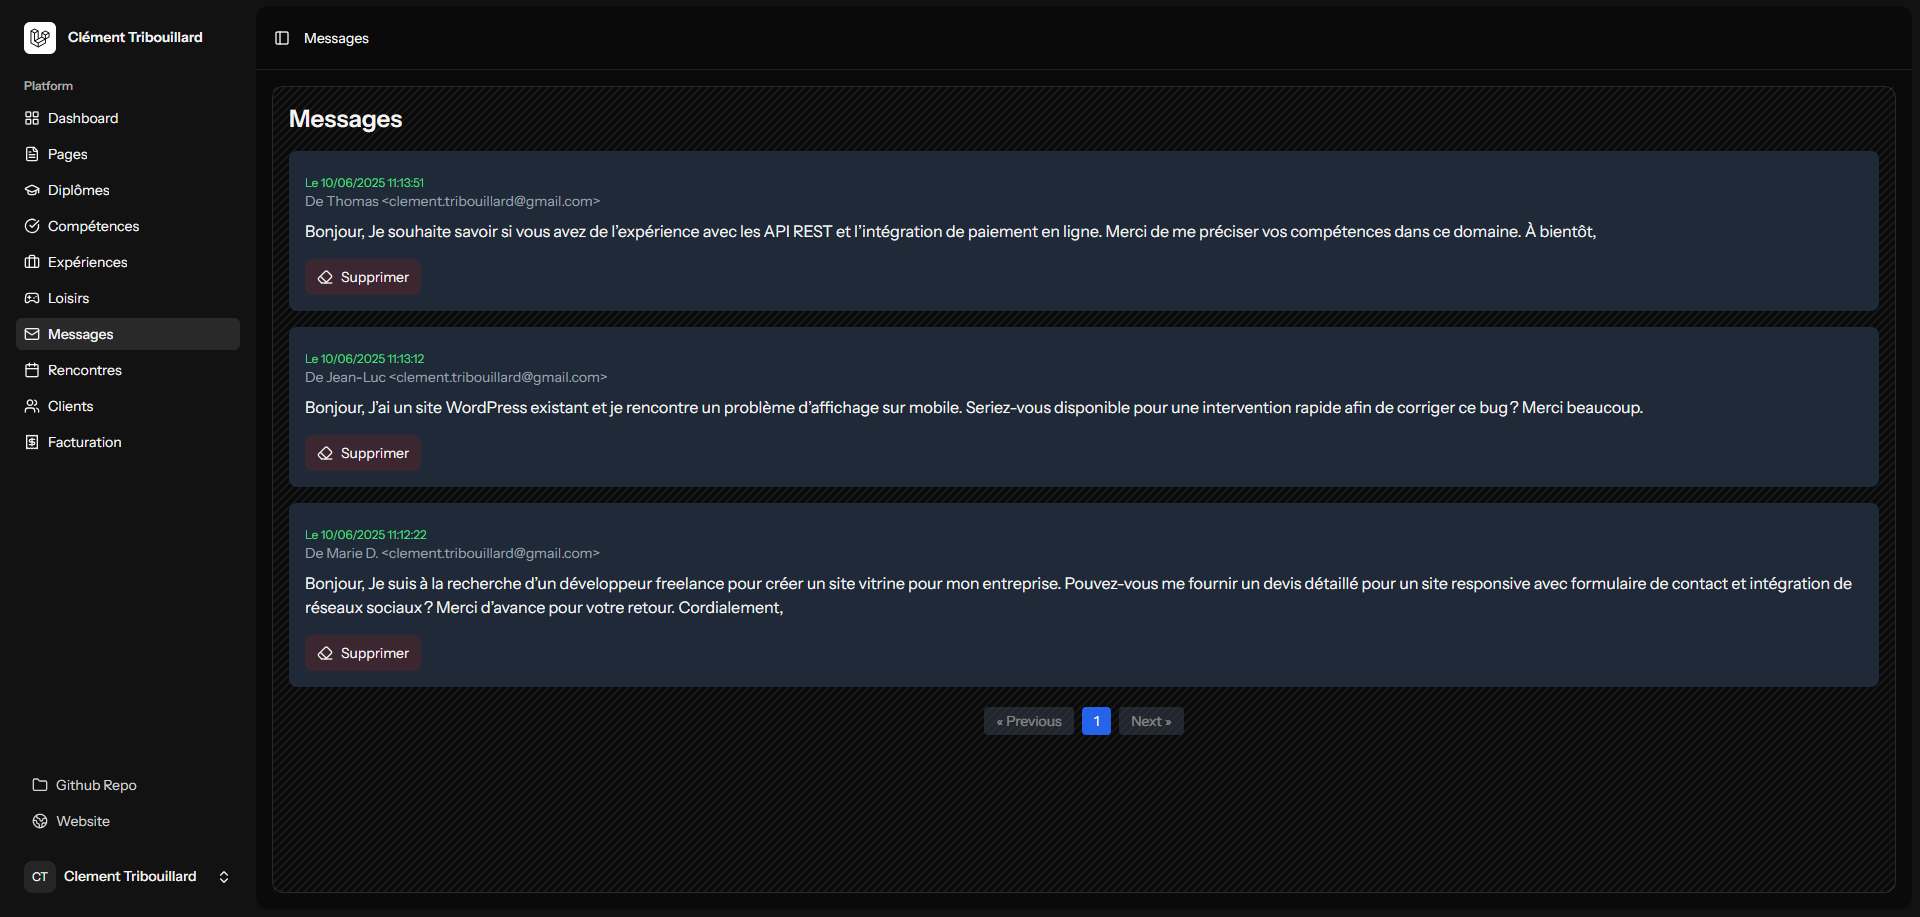 Clément Tribouillard
Platform
Dashboard
Pages
Diplômes
Compétences
Expériences
Loisirs
Messages
Rencontres
Clients
Facturation
Github Repo
Website
CT Clement Tribouillard
Messages
Messages
Le 10/06/2025 11:13:51
De Thomas <clement.tribouillard@gmail.com>
Bonjour, Je souhaite savoir si vous avez de l’expérience avec les API REST et l’intégration de paiement en ligne. Merci de me préciser vos compétences dans ce domaine. À bientôt,
Supprimer
Le 10/06/2025 11:13:12
De Jean-Luc <clement.tribouillard@gmail.com>
Bonjour, J’ai un site WordPress existant et je rencontre un problème d’affichage sur mobile. Seriez-vous disponible pour une intervention rapide afin de corriger ce bug ? Merci beaucoup.
Supprimer
Le 10/06/2025 11:12:22
De Marie D. <clement.tribouillard@gmail.com>
Bonjour, Je suis à la recherche d’un développeur freelance pour créer un site vitrine pour mon entreprise. Pouvez-vous me fournir un devis détaillé pour un site responsive avec formulaire de contact et intégration de
réseaux sociaux ? Merci d’avance pour votre retour. Cordialement,
Supprimer
« Previous 1 Next »